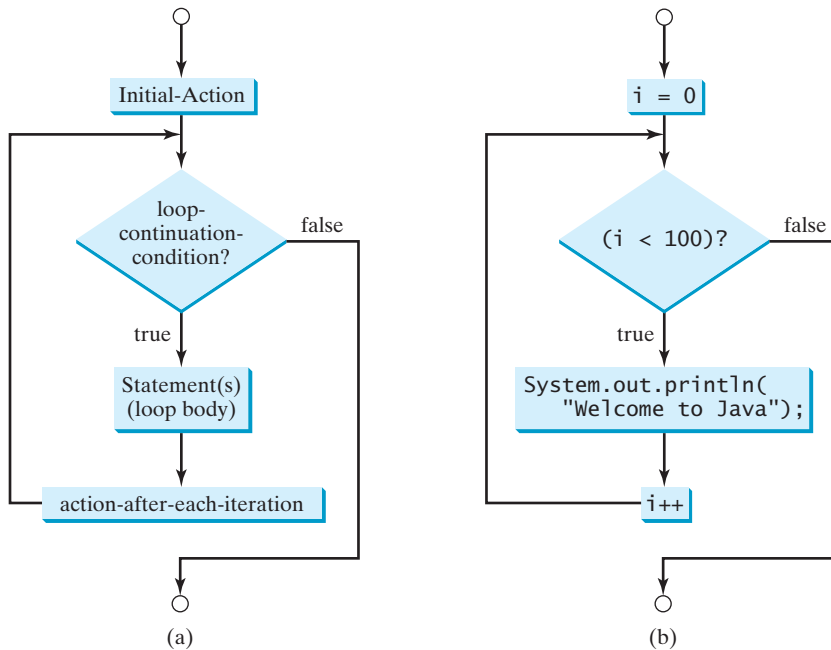 Initial-Action
loop-
continuation-
condition?
false
true
Statement(s)
(loop body)
action-after-each-iteration
(a)
i = 0
(i < 100)?
false
true
System.out.println(
"Welcome to Java");
i++
(b)